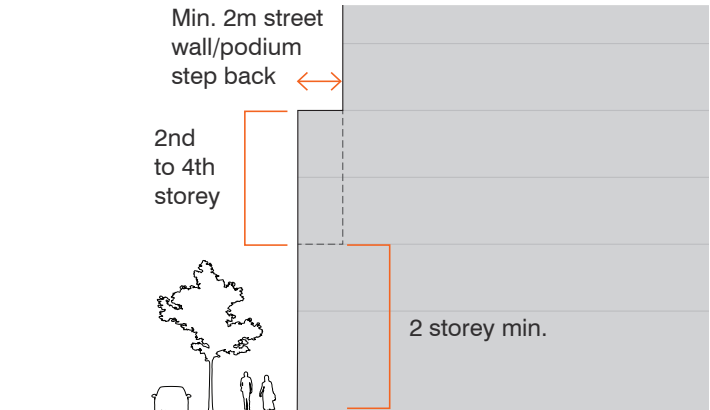 Min. 2m street
wall/podium
step back
2nd
to 4th
storey
2 storey min.